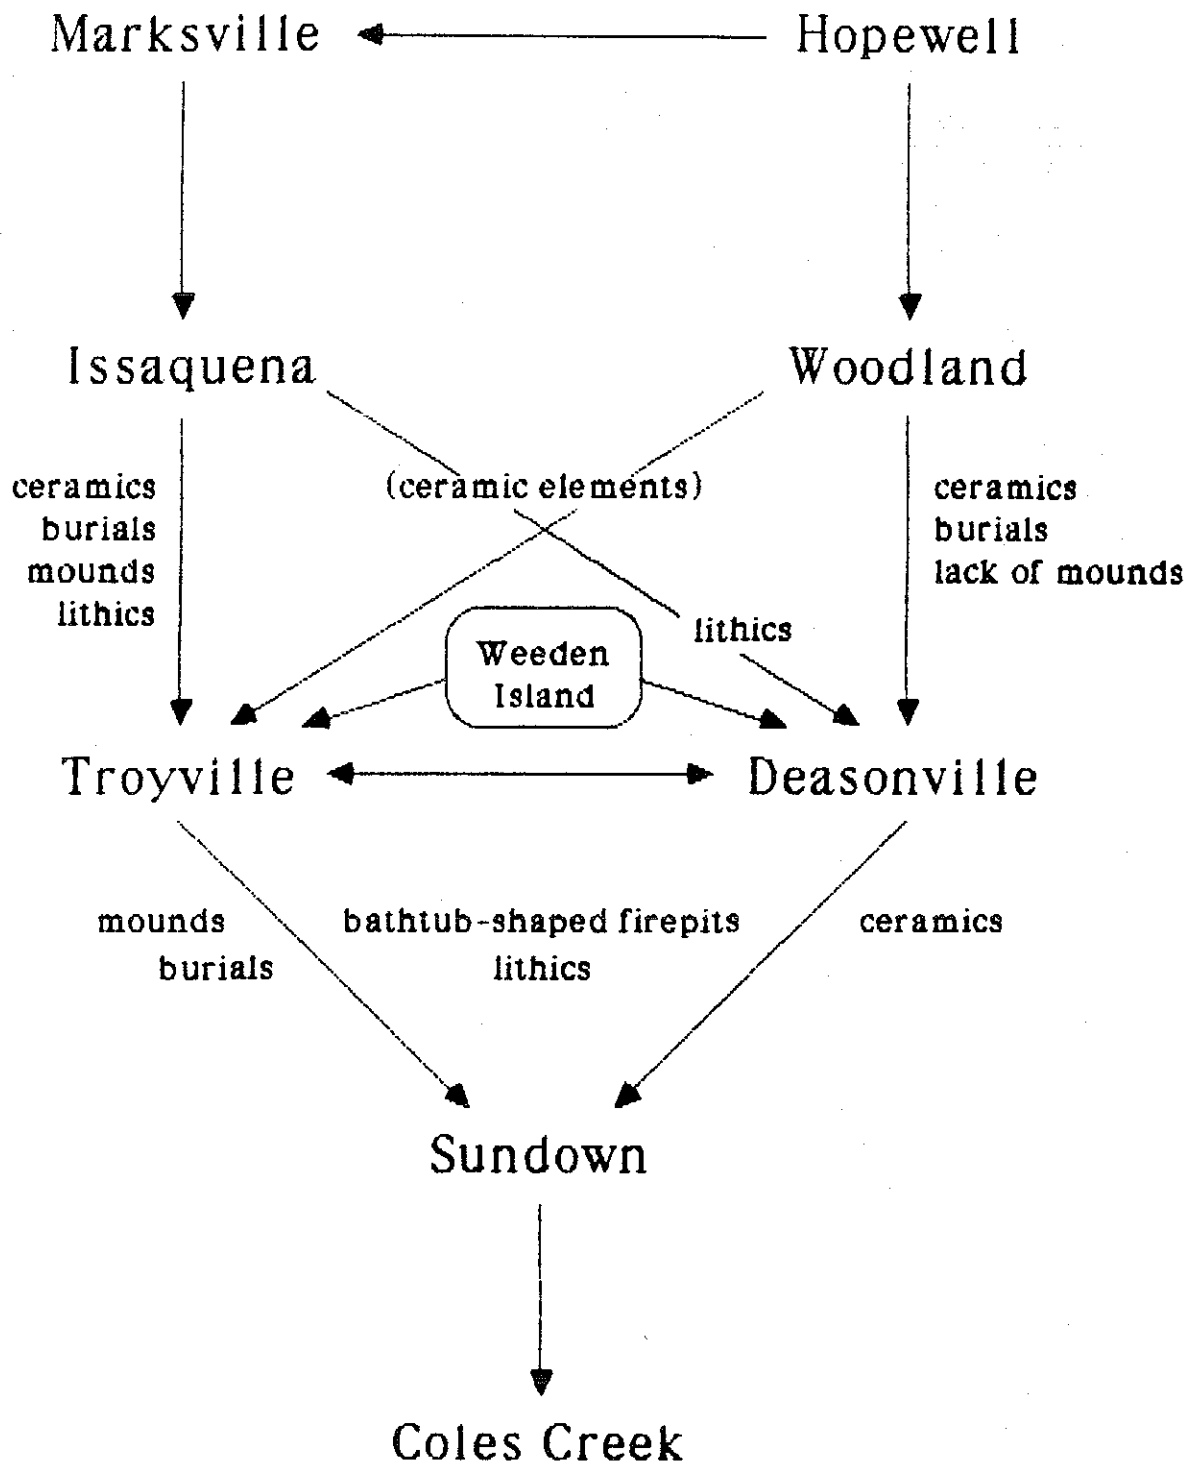 Marksville
Hopewell
Issaquena
Woodland
ceramics
burials
mounds
lithics
(ceramic elements)
ceramics
burials
lack of mounds
lithics
Weeden
Island
Troyville
Deasonville
mounds
burials
bathtub-shaped firepits
lithics
ceramics
Sundown
Coles Creek